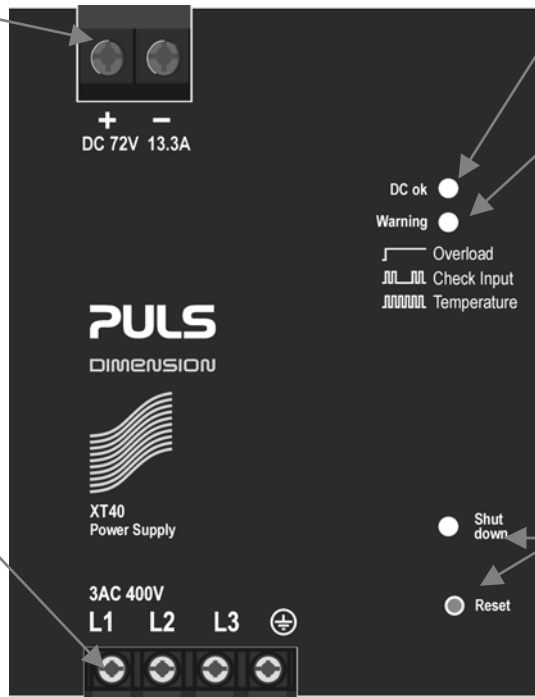 + −
DC 72V 13.3A
DC ok
Warning
Overload
Check Input
Temperature
PULS
DIMENSION
XT40
Power Supply
Shut
down
Reset
3AC 400V
L1 L2 L3